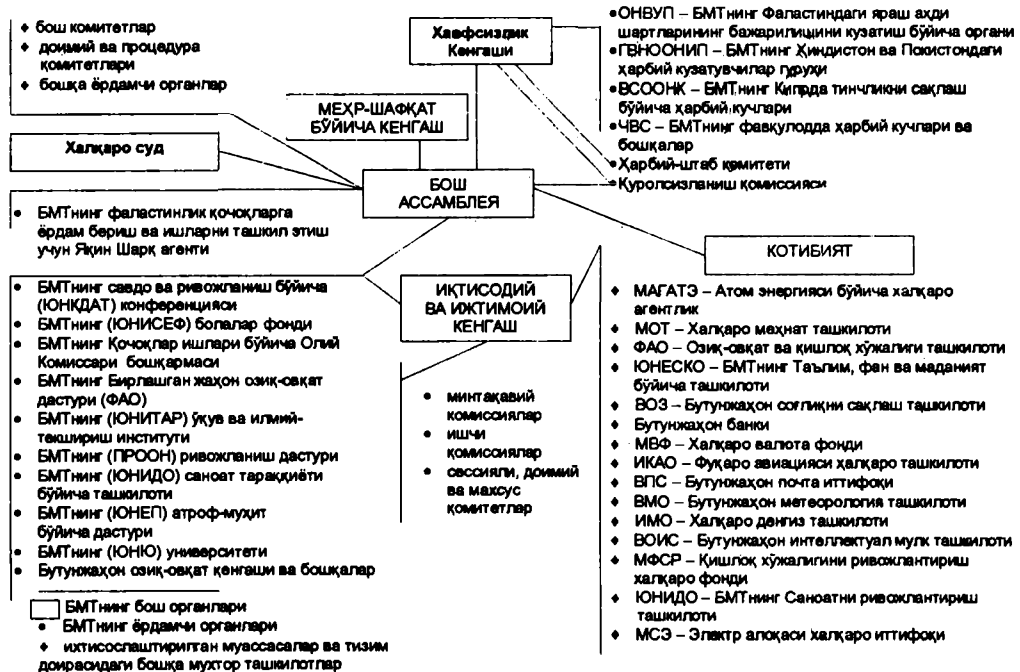 ♦ бош комитетлар
♦ доимий ва процедура
комитетлари
♦ бошқа ёрдамчи органлар
Хавфсизлик
Кенгаши
МЕҲР-ШАФҚАТ
БЎЙИЧА КЕНГАШ
Халқаро суд
БОШ
АССАМБЛЕЯ
• ОНВУП – БМТнинг Фаластиндаги яраш аҳди
шартларининг бажарилишини кузатиш бўйича органи
• ГВНООНИП – БМТнинг Ҳиндистон ва Покистондаги
ҳарбий кузатувчилар гуруҳи
• ВСООНК – БМТнинг Кипрда тинчликни сақлаш
бўйича ҳарбий кучлари
• ЧВС – БМТнинг фавқулодда ҳарбий кучлари ва
бошқалар
• Ҳарбий-штаб қомитети
• Қуролсизланиш қомиссияси
• БМТнинг фаластинлик қочоқларга
ёрдам бериш ва ишларни ташкил этиш
учун Яқин Шарқ агенти
КОТИБИЯТ
• БМТнинг савдо ва ривожланиш бўйича
(ЮНКДАТ) конференцияси
• БМТнинг (ЮНИСЕФ) болалар фонди
• БМТнинг Қочоқлар ишлари бўйича Олий
Комиссари бошқармаси
• БМТнинг Бирлашган жаҳон озиқ-овқат
дастури (ФАО)
• БМТнинг (ЮНИТАР) ўқув ва илмий-
текшириш институти
• БМТнинг (ПРООН) ривожланиш дастури
• БМТнинг (ЮНИДО) саноат тараққиёти
бўйича ташкилоти
• БМТнинг (ЮНЕП) атроф-муҳит
бўйича дастури
• БМТнинг (ЮНЮ) университети
• Бутунжаҳон озиқ-овқат қенгаши ва бошқалар
ИҚТИСОДИЙ
ВА ИЖТИМОИЙ
КЕНГАШ
• минтақавий
комиссиялар
• ишчи
қомиссиялар
• сессияли, доимий
ва махсус
қомитетлар
♦ МАГАТЭ – Атом энергияси бўйича халқаро
агентлик
♦ МОТ – Халқаро меҳнат ташкилоти
♦ ФАО – Озиқ-овқат ва қишлоқ хўжалиги ташкилоти
♦ ЮНЕСКО – БМТнинг Таълим, фан ва маданият
бўйича ташкилоти
♦ ВОЗ – Бутунжаҳон соғлиқни сақлаш ташкилоти
♦ Бутунжаҳон банки
♦ МВФ – Халқаро валюта фонди
♦ ИКАО – Фуқаро авиацияси халқаро ташкилоти
♦ ВПС – Бутунжаҳон почта иттифоқи
♦ ВМО – Бутунжаҳон метеорология ташкилоти
♦ ИМО – Халқаро денгиз ташкилоти
♦ ВОИС – Бутунжаҳон интеллектуал мулк ташкилоти
♦ МФСР – Қишлоқ хўжалигини ривожлантириш
халқаро фонди
♦ ЮНИДО – БМТнинг Саноатни ривожлантириш
ташкилоти
♦ МСЭ – Электр алоқаси халқаро иттифоқи
БМТнинг бош органлари
• БМТнинг ёрдамчи органлари
♦ ихтисослаштирилган муассасалар ва тизим
доирасидаги бошқа мухтор ташкилотлар